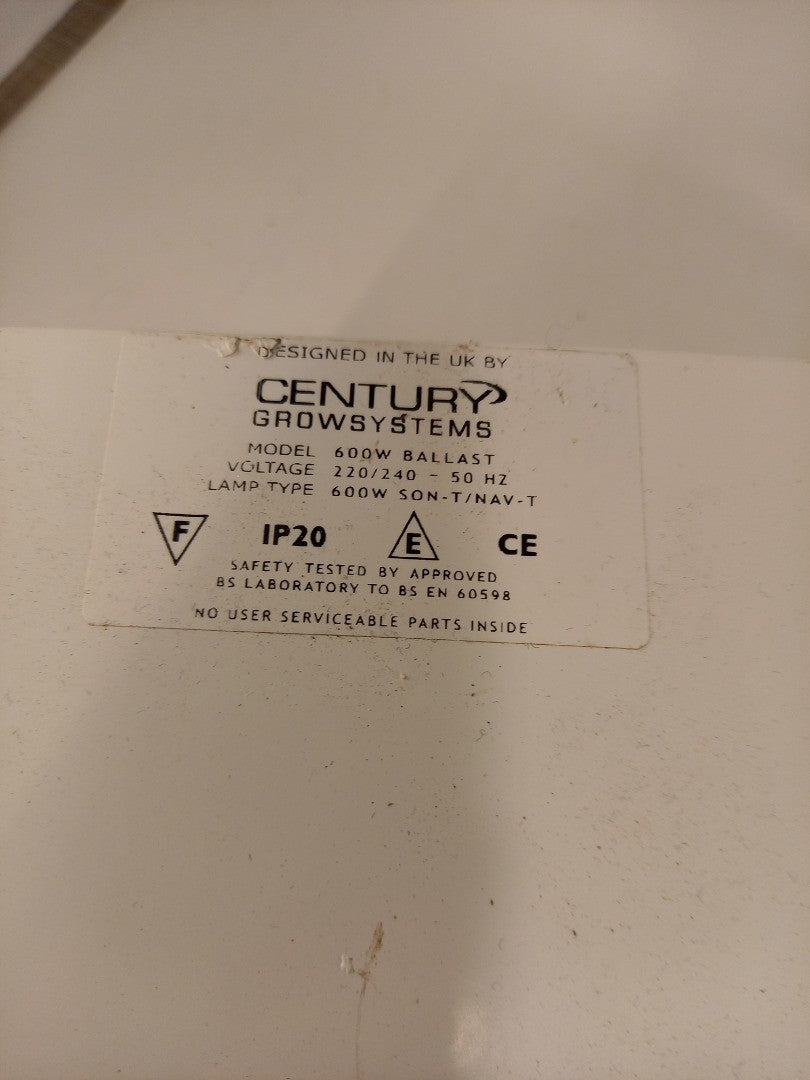 DESIGNED IN THE UK BY
CENTURY
GROWSYSTEMS
MODEL 600W BALLAST
VOLTAGE 220/240 ~ 50 HZ
LAMP TYPE 600W SON-T/NAV-T
F IP20 E CE
SAFETY TESTED BY APPROVED
BS LABORATORY TO BS EN 60598
NO USER SERVICEABLE PARTS INSIDE